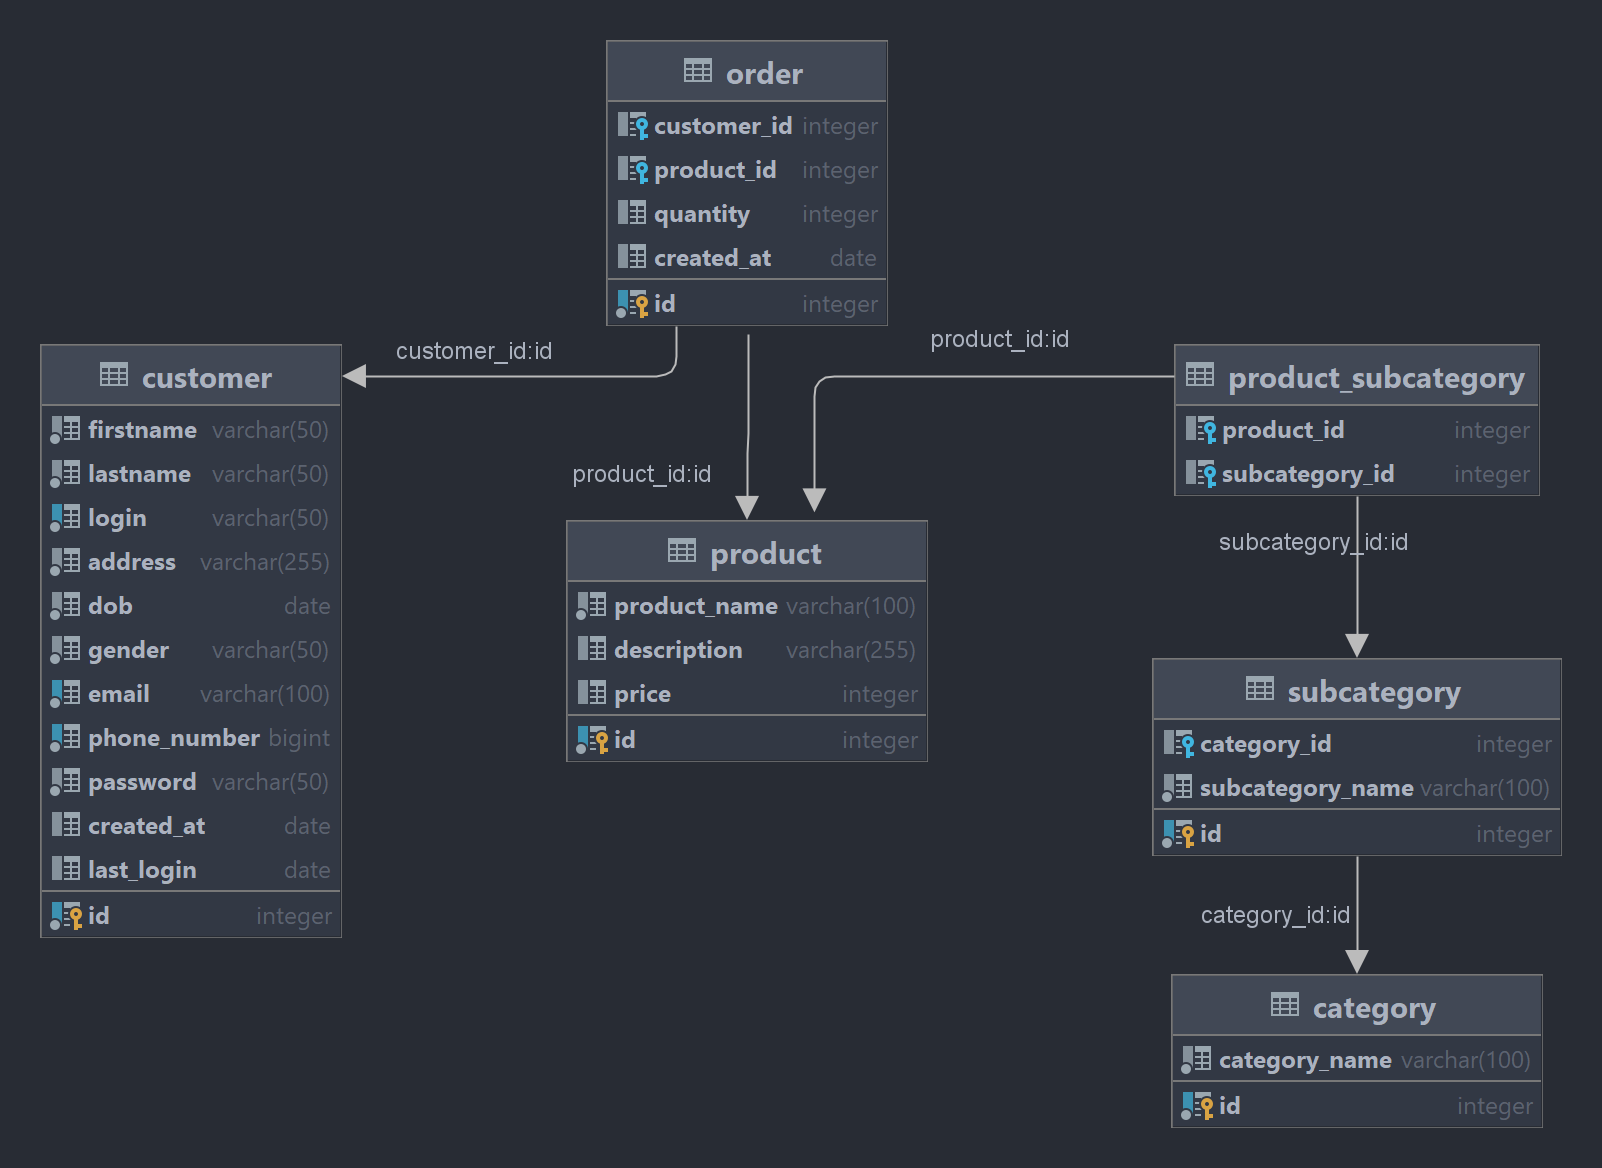 order
customer_id integer
product_id integer
quantity integer
created_at date
id integer
customer_id:id
product_id:id
product_id:id
customer
firstname varchar(50)
lastname varchar(50)
login varchar(50)
address varchar(255)
dob date
gender varchar(50)
email varchar(100)
phone_number bigint
password varchar(50)
created_at date
last_login date
id integer
product
product_name varchar(100)
description varchar(255)
price integer
id integer
product_subcategory
product_id integer
subcategory_id integer
subcategory_id:id
subcategory
category_id integer
subcategory_name varchar(100)
id integer
category_id:id
category
category_name varchar(100)
id integer